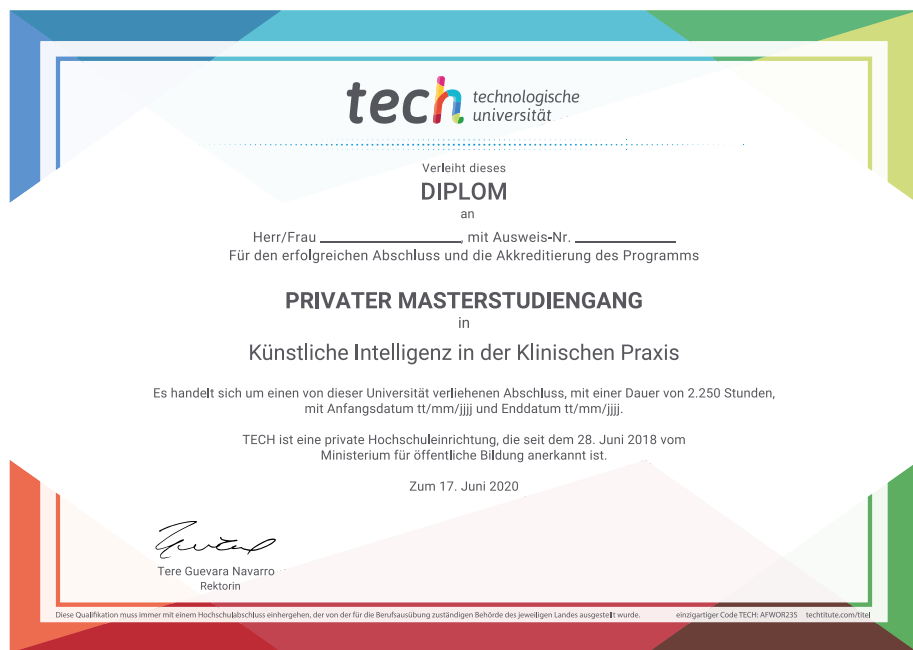 tech technologische
universität
Verleiht dieses
DIPLOM
an
Herr/Frau ____________________, mit Ausweis-Nr. ______________
Für den erfolgreichen Abschluss und die Akkreditierung des Programms
PRIVATER MASTERSTUDIENGANG
in
Künstliche Intelligenz in der Klinischen Praxis
Es handelt sich um einen von dieser Universität verliehenen Abschluss, mit einer Dauer von 2.250 Stunden,
mit Anfangsdatum tt/mm/jjjj und Enddatum tt/mm/jjjj.
TECH ist eine private Hochschuleinrichtung, die seit dem 28. Juni 2018 vom
Ministerium für öffentliche Bildung anerkannt ist.
Zum 17. Juni 2020
Tere Guevara Navarro
Rektorin
Diese Qualifikation muss immer mit einem Hochschulabschluss einhergehen, der von der für die Berufsausübung zuständigen Behörde des jeweiligen Landes ausgestellt wurde. einzigartiger Code TECH: AFWOR235 techtitute.com/titel